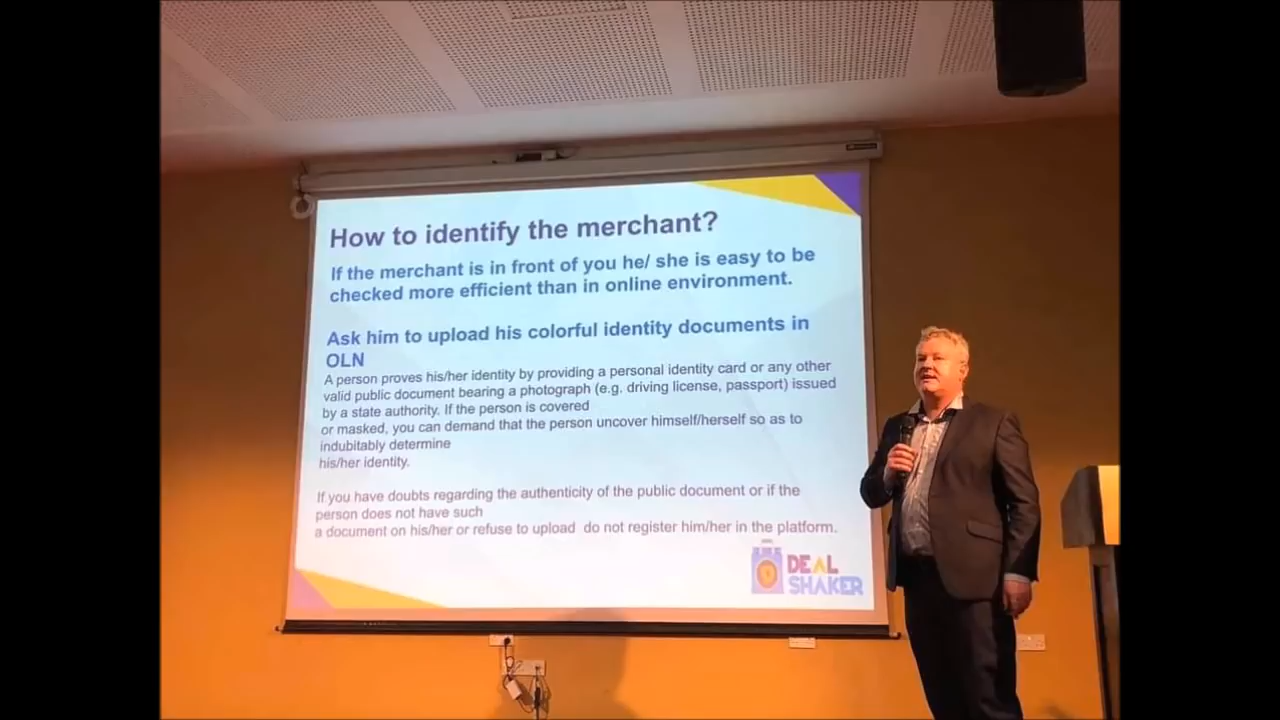 How to identify the merchant?
If the merchant is in front of you he/ she is easy to be
checked more efficient than in online environment.
Ask him to upload his colorful identity documents in
OLN
A person proves his/her identity by providing a personal identity card or any other
valid public document bearing a photograph (e.g. driving license, passport) issued
by a state authority. If the person is covered
or masked, you can demand that the person uncover himself/herself so as to
indubitably determine
his/her identity.
If you have doubts regarding the authenticity of the public document or if the
person does not have such
a document on his/her or refuse to upload do not register him/her in the platform.
DEAL
SHAKER